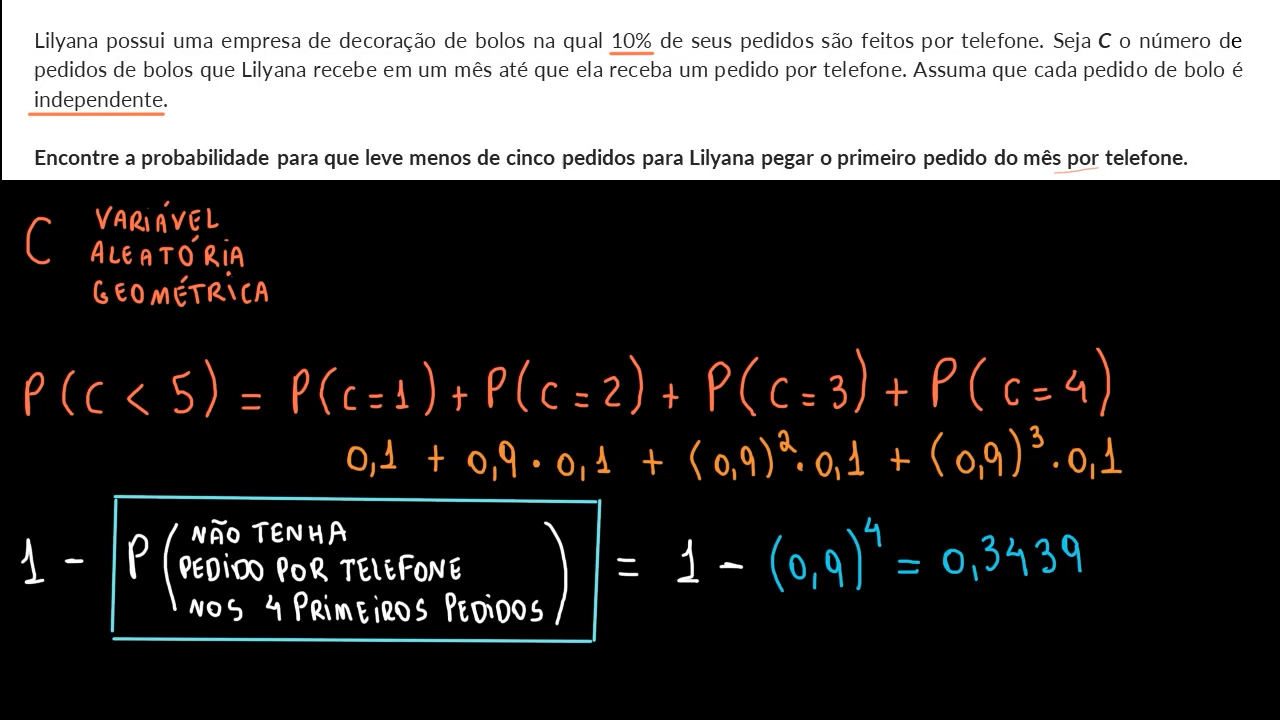 Lilyana possui uma empresa de decoração de bolos na qual 10% de seus pedidos são feitos por telefone. Seja C o número de
pedidos de bolos que Lilyana recebe em um mês até que ela receba um pedido por telefone. Assuma que cada pedido de bolo é
independente.
Encontre a probabilidade para que leve menos de cinco pedidos para Lilyana pegar o primeiro pedido do mês por telefone.
C VARIÁVEL
ALEATÓRIA
GEOMÉTRICA
P(C < 5) = P(C=1) + P(C=2) + P(C=3) + P(C=4)
0,1 + 0,9 · 0,1 + (0,9)²· 0,1 + (0,9)³ · 0,1
1 - P(NÃO TENHA
PEDIDO POR TELEFONE
NOS 4 PRIMEIROS PEDIDOS) = 1 - (0,9)⁴ = 0,3439